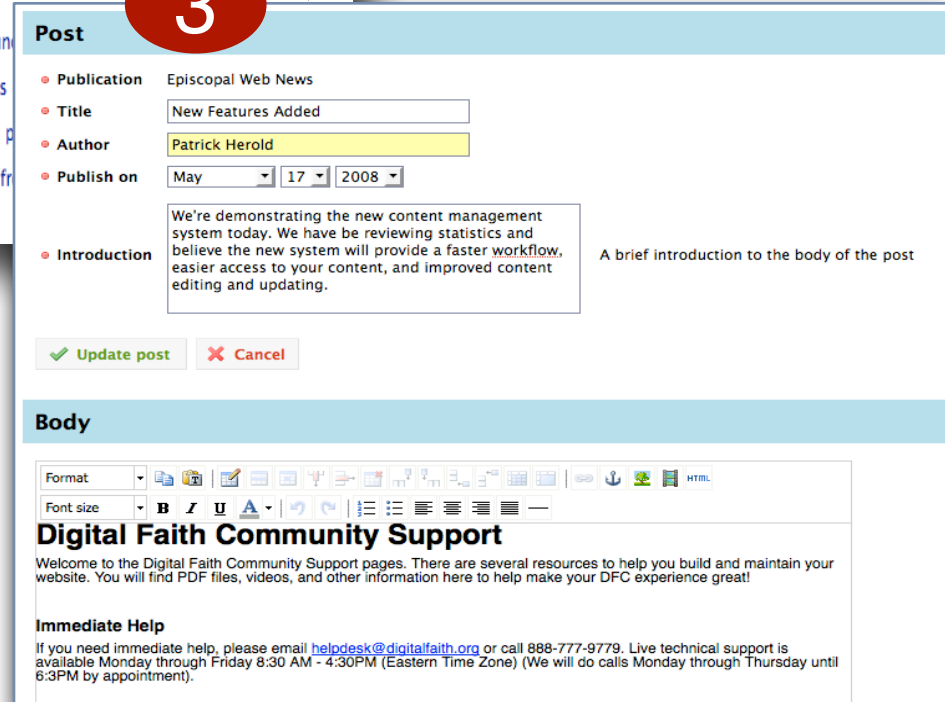 3
Post
Publication Episcopal Web News
Title New Features Added
Author Patrick Herold
Publish on May 17 2008
We're demonstrating the new content management
system today. We have be reviewing statistics and
believe the new system will provide a faster workflow,
Introduction A brief introduction to the body of the post
easier access to your content, and improved content
editing and updating.
Update post Cancel
Body
Format HTML
Font size B I U A
Digital Faith Community Support
Welcome to the Digital Faith Community Support pages. There are several resources to help you build and maintain your
website. You will find PDF files, videos, and other information here to help make your DFC experience great!
Immediate Help
If you need immediate help, please email helpdesk@digitalfaith.org or call 888-777-9779. Live technical support is
available Monday through Friday 8:30 AM - 4:30PM (Eastern Time Zone) (We will do calls Monday through Thursday until
6:3PM by appointment).